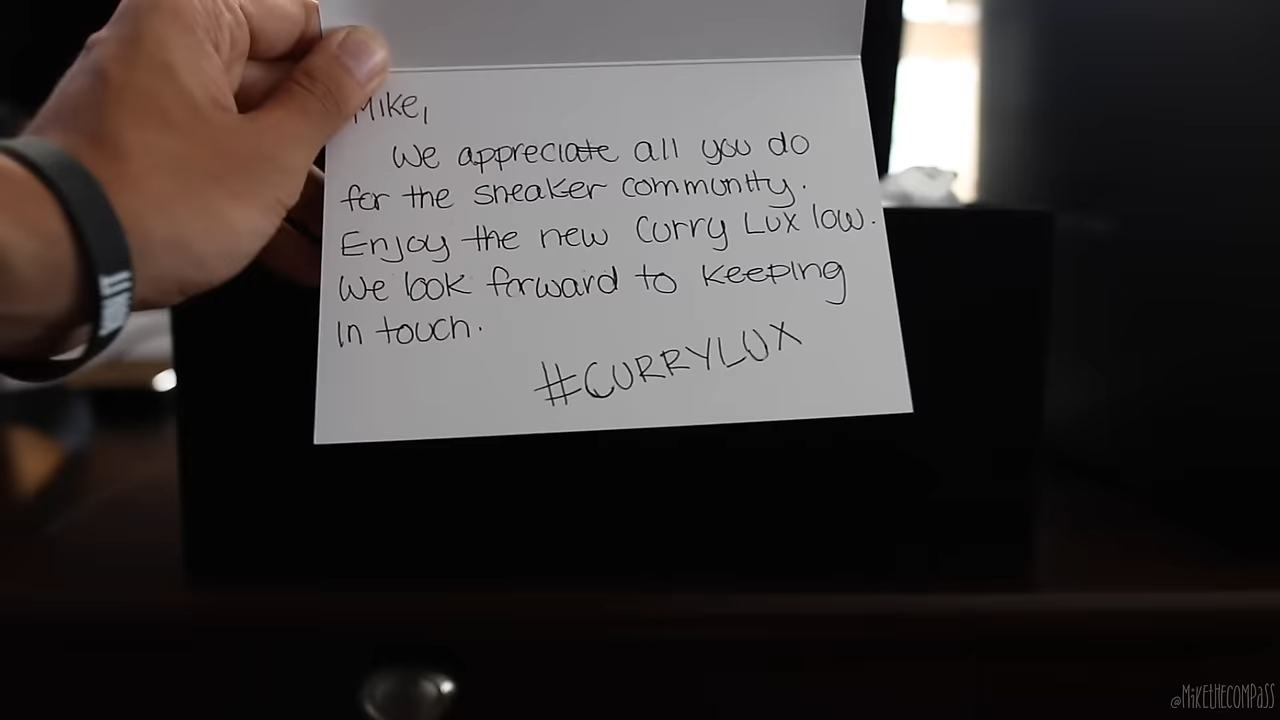 Mike,
We appreciate all you do
for the sneaker community.
Enjoy the new Curry Lux low.
We look forward to keeping
in touch.
#CURRYLUX
@MIKETHECOMPASS